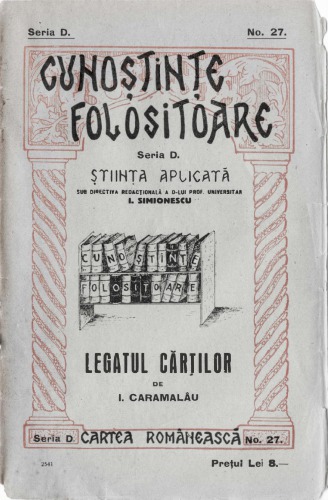 Seria D. No. 27.
CUNOȘTINȚE
FOLOSITOARE
Seria D.
ȘTIINȚA APLICATĂ
SUB DIRECTIVA REDACȚIONALĂ A D-LUI PROF. UNIVERSITAR
I. SIMIONESCU
CUNOȘTINȚE
FOLOSITOARE
LEGATUL CĂRȚILOR
DE
I. CARAMALĂU
Seria D. CARTEA ROMÂNEASCĂ No. 27.
2541 Prețul Lei 8.—